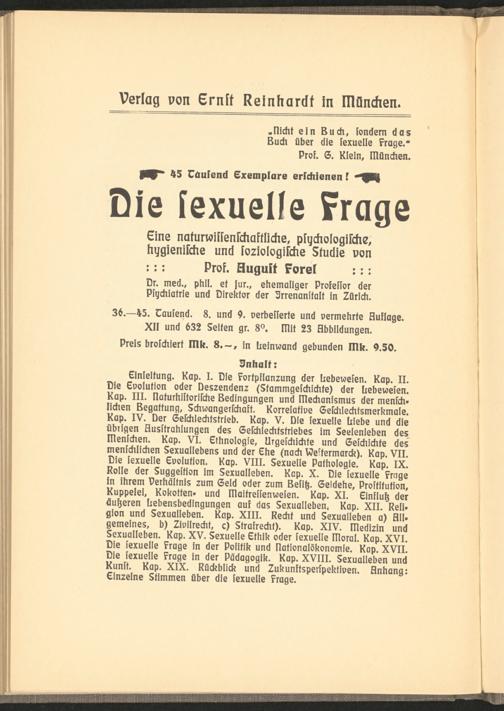 Verlag von Ernſt Reinhardt in München.
„Nicht ein Buch, ſondern das
Buch über die ſexuelle Frage."
Prof. G. Klein, München.
45 Tauſend Exemplare erſchienen!
Die ſexuelle Frage
Eine naturwiſſenſchaftliche, pſychologiſche,
hygieniſche und ſoziologiſche Studie von
::: Prof. Auguſt Forel :::
Dr. med., phil. et jur., ehemaliger Profeſſor der
Pſychiatrie und Direktor der Irrenanſtalt in Zürich.
36.—45. Tauſend. 8. und 9. verbeſſerte und vermehrte Auflage.
XII und 632 Seiten gr. 8º. Mit 23 Abbildungen.
Preis broſchiert Mk. 8.—, in Leinwand gebunden Mk. 9.50.
Inhalt:
Einleitung. Kap. I. Die Fortpflanzung der Lebeweſen. Kap. II.
Die Evolution oder Deszendenz (Stammgeſchichte) der Lebeweſen.
Kap. III. Naturhiſtoriſche Bedingungen und Mechanismus der menſch-
lichen Begattung, Schwangerſchaft. Korrelative Geſchlechtsmerkmale.
Kap. IV. Der Geſchlechtstrieb. Kap. V. Die ſexuelle Liebe und die
übrigen Ausſtrahlungen des Geſchlechtstriebes im Seelenleben des
Menſchen. Kap. VI. Ethnologie, Urgeſchichte und Geſchichte des
menſchlichen Sexuallebens und der Ehe (nach Weſtermarck). Kap. VII.
Die ſexuelle Evolution. Kap. VIII. Sexuelle Pathologie. Kap. IX.
Rolle der Suggeſtion im Sexualleben. Kap. X. Die ſexuelle Frage
in ihrem Verhältnis zum Geld oder zum Beſitz. Geldehe, Proſtitution,
Kuppelei, Kokotten- und Maitreſſenweſen. Kap. XI. Einfluß der
äußeren Lebensbedingungen auf das Sexualleben. Kap. XII. Reli-
gion und Sexualleben. Kap. XIII. Recht und Sexualleben a) All-
gemeines, b) Zivilrecht, c) Strafrecht). Kap. XIV. Medizin und
Sexualleben. Kap. XV. Sexuelle Ethik oder ſexuelle Moral. Kap. XVI.
Die ſexuelle Frage in der Politik und Nationalökonomie. Kap. XVII.
Die ſexuelle Frage in der Pädagogik. Kap. XVIII. Sexualleben und
Kunſt. Kap. XIX. Rückblick und Zukunftsperſpektiven. Anhang:
Einzelne Stimmen über die ſexuelle Frage.